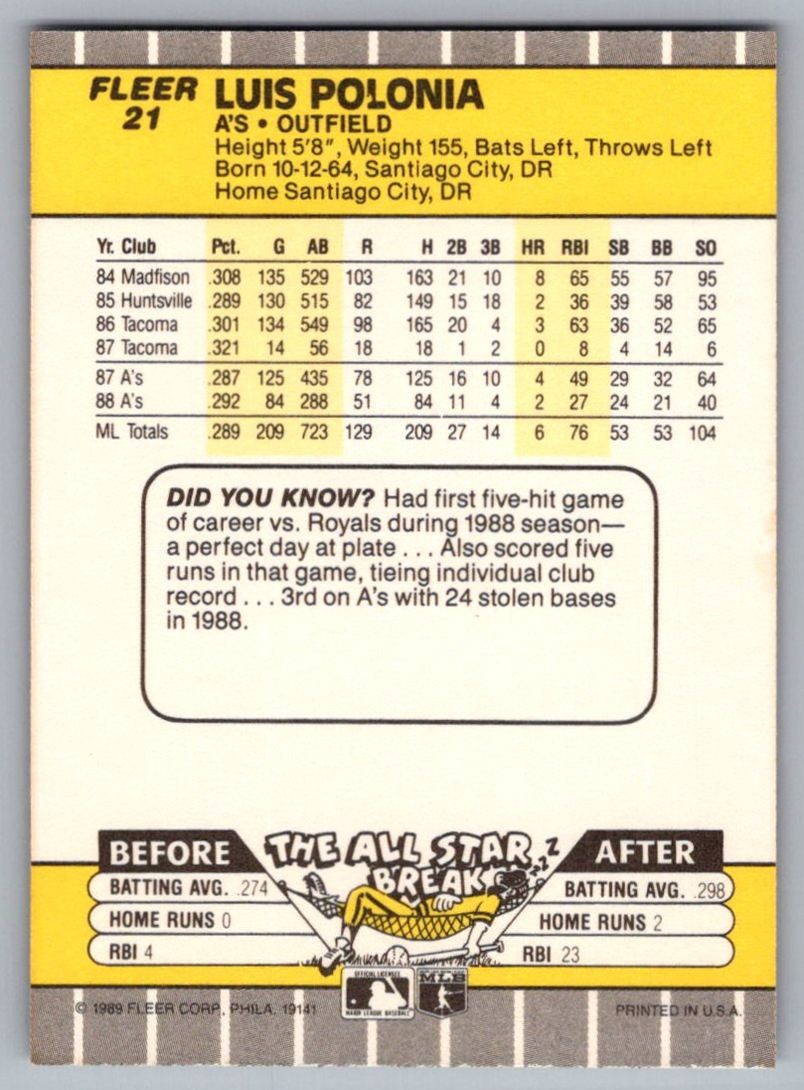 FLEER
21
LUIS POLONIA
A'S • OUTFIELD
Height 5'8", Weight 155, Bats Left, Throws Left
Born 10-12-64, Santiago City, DR
Home Santiago City, DR
Yr. Club Pct. G AB R H 2B 3B HR RBI SB BB SO
84 Madfison .308 135 529 103 163 21 10 8 65 55 57 95
85 Huntsville .289 130 515 82 149 15 18 2 36 39 58 53
86 Tacoma .301 134 549 98 165 20 4 3 63 36 52 65
87 Tacoma .321 14 56 18 18 1 2 0 8 4 14 6
87 A's .287 125 435 78 125 16 10 4 49 29 32 64
88 A's .292 84 288 51 84 11 4 2 27 24 21 40
ML Totals .289 209 723 129 209 27 14 6 76 53 53 104
DID YOU KNOW? Had first five-hit game
of career vs. Royals during 1988 season—
a perfect day at plate . . . Also scored five
runs in that game, tieing individual club
record . . . 3rd on A's with 24 stolen bases
in 1988.
BEFORE THE ALL STAR BREAK AFTER
ZZZ
BATTING AVG. .274 BATTING AVG. .298
HOME RUNS 0 HOME RUNS 2
RBI 4 RBI 23
OFFICIAL LICENSEE
MAJOR LEAGUE BASEBALL
MLB
© 1989 FLEER CORP., PHILA. 19141 PRINTED IN U.S.A.